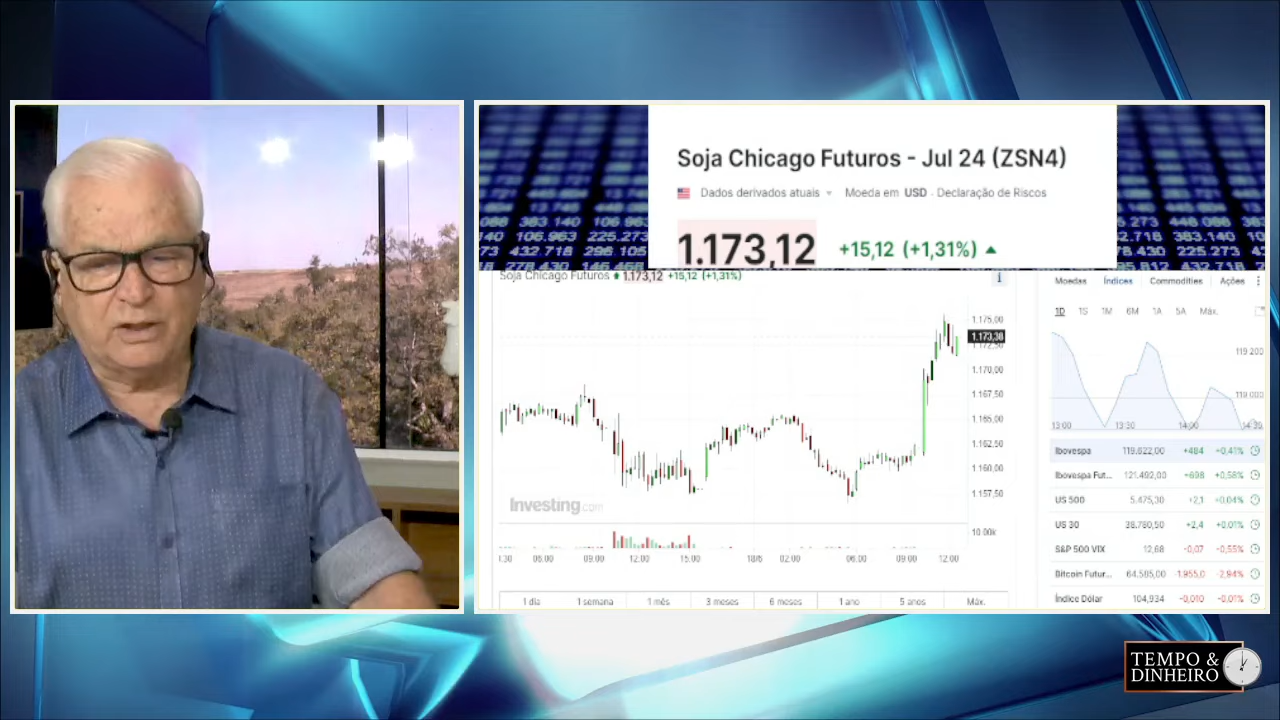 Soja Chicago Futuros - Jul 24 (ZSN4)
Dados derivados atuais Moeda em USD . Declaração de Riscos
1.173,12 +15,12 (+1,31%)
Soja Chicago Futuros 1.173,12 +15,12 (+1,31%)
1.175,00
1.173,38
1.172,50
1.170,00
1.167,50
1.165,00
1.162,50
1.160,00
1.157,50
Investing.com
10.00k
1:30 06:00 09:00 12:00 15:00 18/6 02:00 06:00 09:00 12:00
1 dia 1 semana 1 mês 3 meses 6 meses 1 ano 5 anos Máx.
Moedas Índices Commodities Ações
1D 1S 1M 6M 1A 5A Máx.
119 200
119 000
13:00 13:30 14:00 14:30
Ibovespa 119.622,00 +484 +0,41%
Ibovespa Fut... 121.492,00 +698 +0,58%
US 500 5.475,30 +2,1 +0,04%
US 30 38.780,50 +2,4 +0,01%
S&P 500 VIX 12,68 -0,07 -0,55%
Bitcoin Futur... 64.585,00 -1.955,0 -2,94%
Índice Dólar 104,934 -0,010 -0,01%
TEMPO &
DINHEIRO